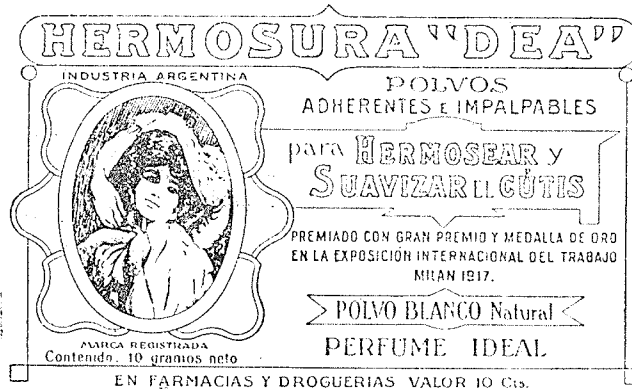 HERMOSURA "DEA"
INDUSTRIA ARGENTINA
POLVOS
ADHERENTES E IMPALPABLES
para HERMOSEAR y
SUAVIZAR EL CÚTIS
PREMIADO CON GRAN PREMIO Y MEDALLA DE ORO
EN LA EXPOSICIÓN INTERNACIONAL DEL TRABAJO
MILAN 1917.
POLVO BLANCO Natural
PERFUME IDEAL
MARCA REGISTRADA
Contenido. 10 gramos neto
EN FARMACIAS Y DROGUERIAS VALOR 10 Cts.